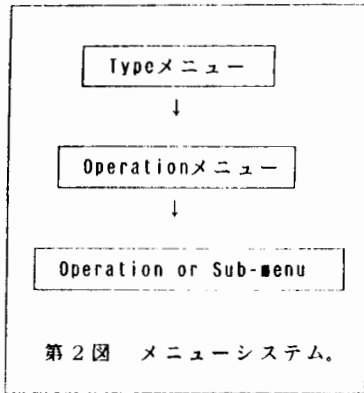 Typeメニュー
↓
Operationメニュー
↓
Operation or Sub-menu
第2図 メニューシステム。